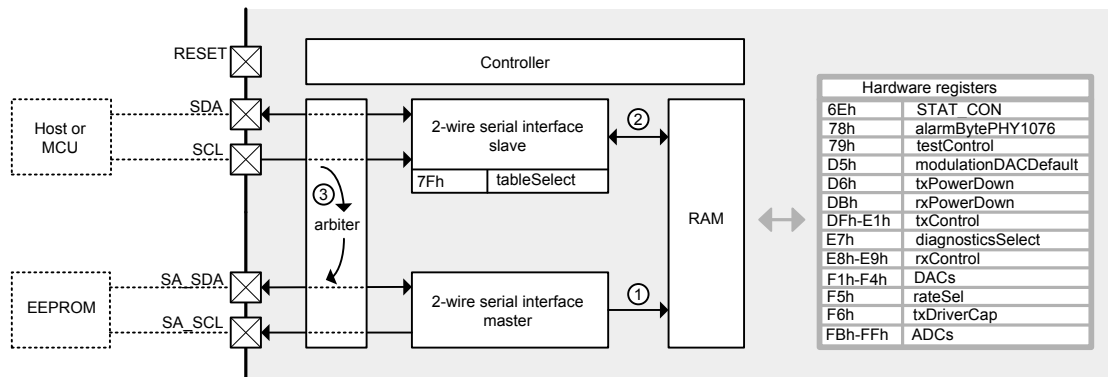 RESET
Controller
Hardware registers
SDA
Host or
MCU
SCL
2-wire serial interface
slave
7Fh tableSelect
②
③
arbiter
RAM
SA_SDA
EEPROM
SA_SCL
2-wire serial interface
master
①
6Eh STAT_CON
78h alarmBytePHY1076
79h testControl
D5h modulationDACDefault
D6h txPowerDown
DBh rxPowerDown
DFh-E1h txControl
E7h diagnosticsSelect
E8h-E9h rxControl
F1h-F4h DACs
F5h rateSel
F6h txDriverCap
FBh-FFh ADCs